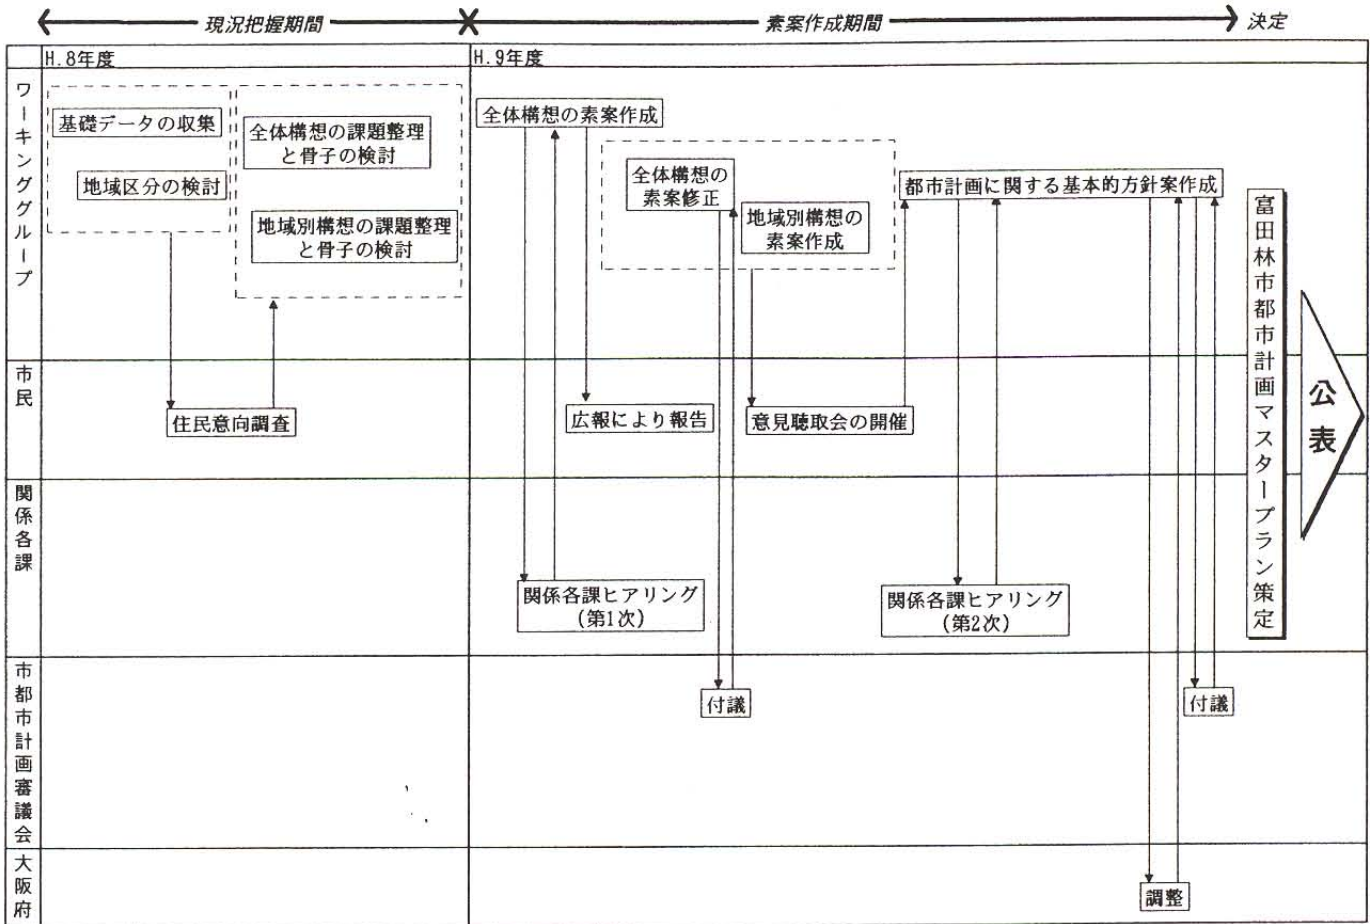 現況把握期間
素案作成期間
決定
H.8年度
H.9年度
ワーキンググループ
基礎データの収集
地域区分の検討
全体構想の課題整理
と骨子の検討
地域別構想の課題整理
と骨子の検討
全体構想の素案作成
全体構想の
素案修正
地域別構想の
素案作成
都市計画に関する基本的方針案作成
市民
住民意向調査
広報により報告
意見聴取会の開催
関係各課
関係各課ヒアリング
(第1次)
関係各課ヒアリング
(第2次)
市都市計画審議会
付議
付議
大阪府
調整
富田林市都市計画マスタープラン策定
公表